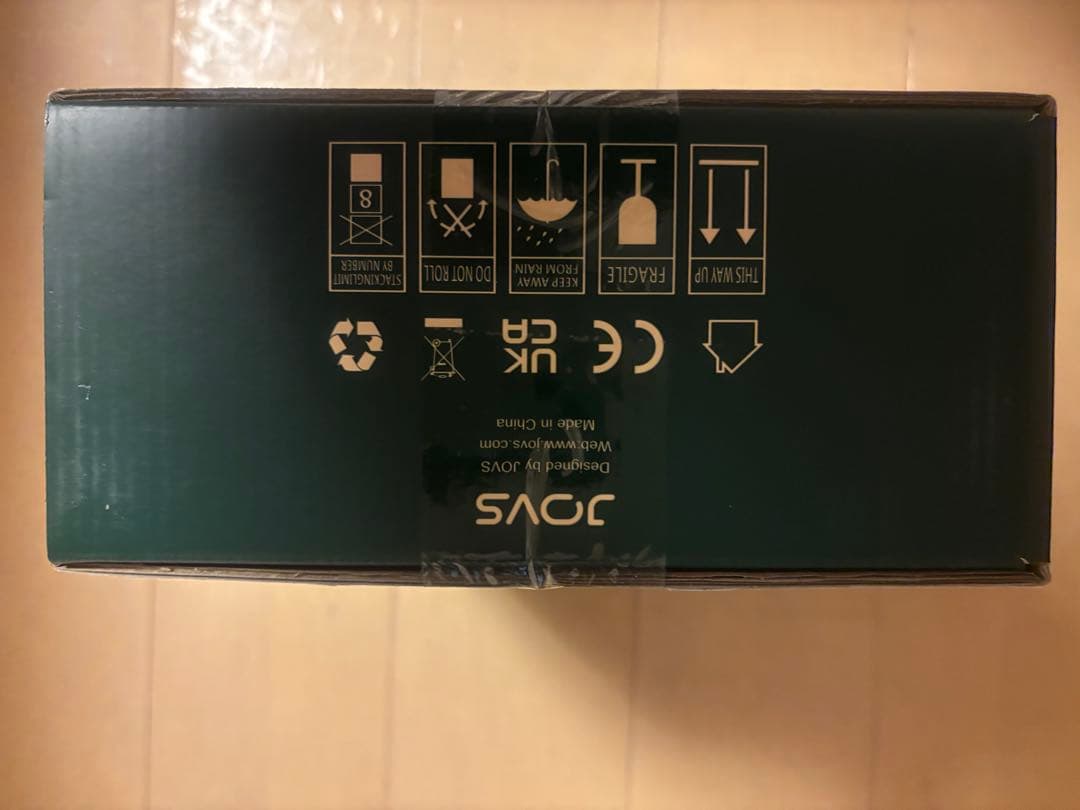 JOVS
Designed by JOVS
Web:www.jovs.com
Made in China
CE
UK
CA
THIS WAY UP
FRAGILE
KEEP AWAY
FROM RAIN
DO NOT ROLL
STACKINGLIMIT
BY NUMBER
8